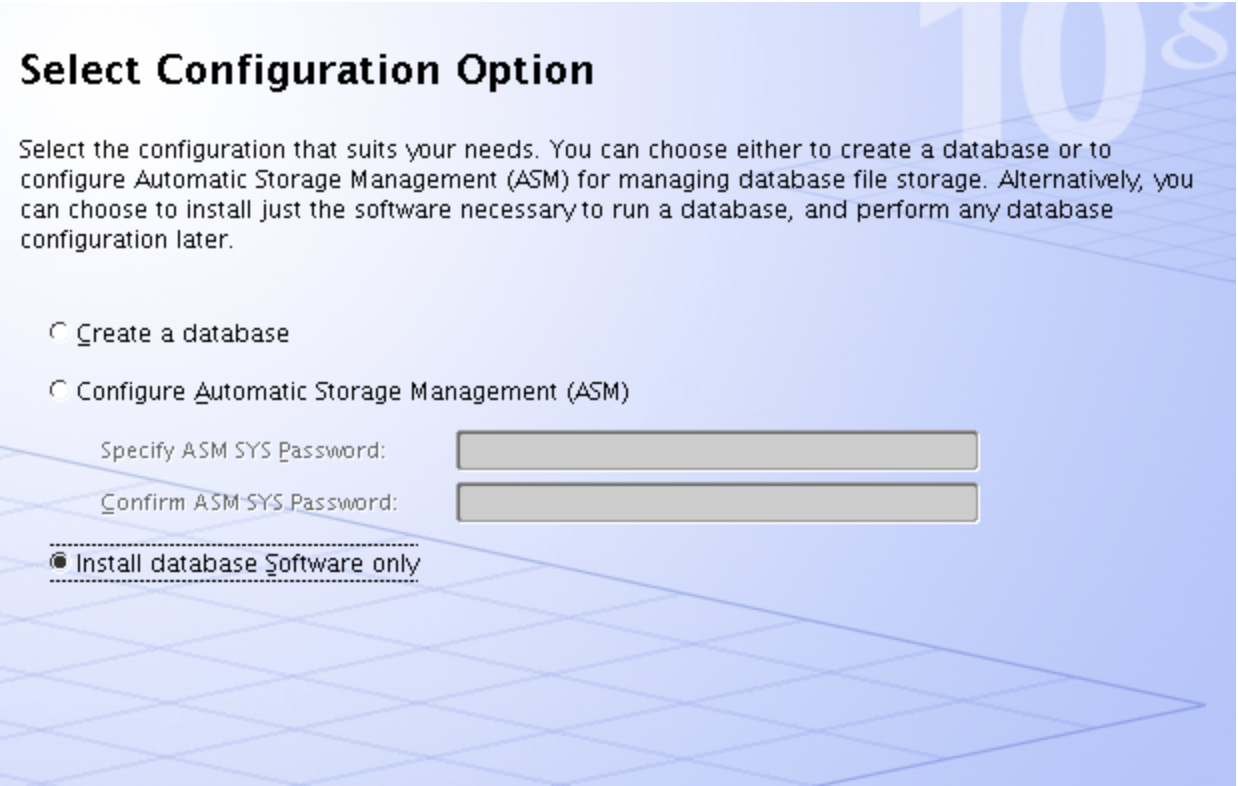 10g
Select Configuration Option
Select the configuration that suits your needs. You can choose either to create a database or to
configure Automatic Storage Management (ASM) for managing database file storage. Alternatively, you
can choose to install just the software necessary to run a database, and perform any database
configuration later.
Create a database
Configure Automatic Storage Management (ASM)
Specify ASM SYS Password:
Confirm ASM SYS Password:
Install database Software only